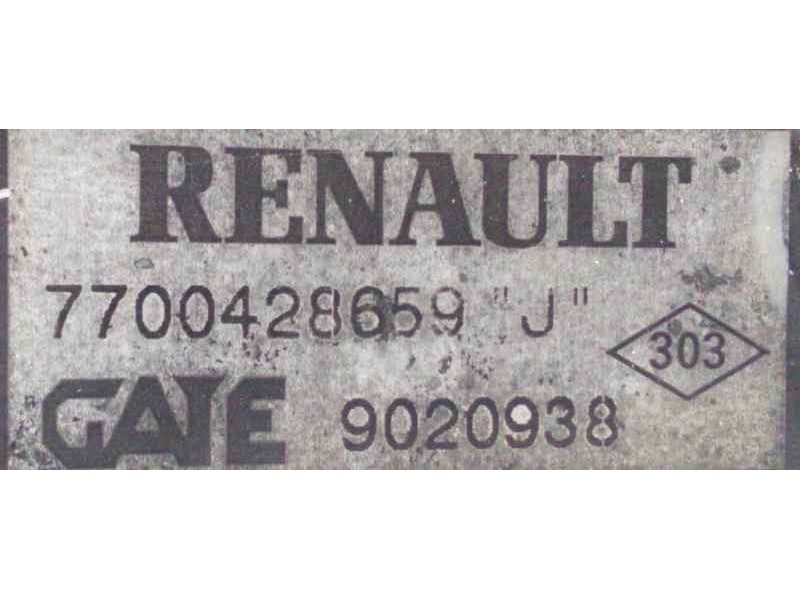 RENAULT
7700428659 "J"
303
GATE 9020938